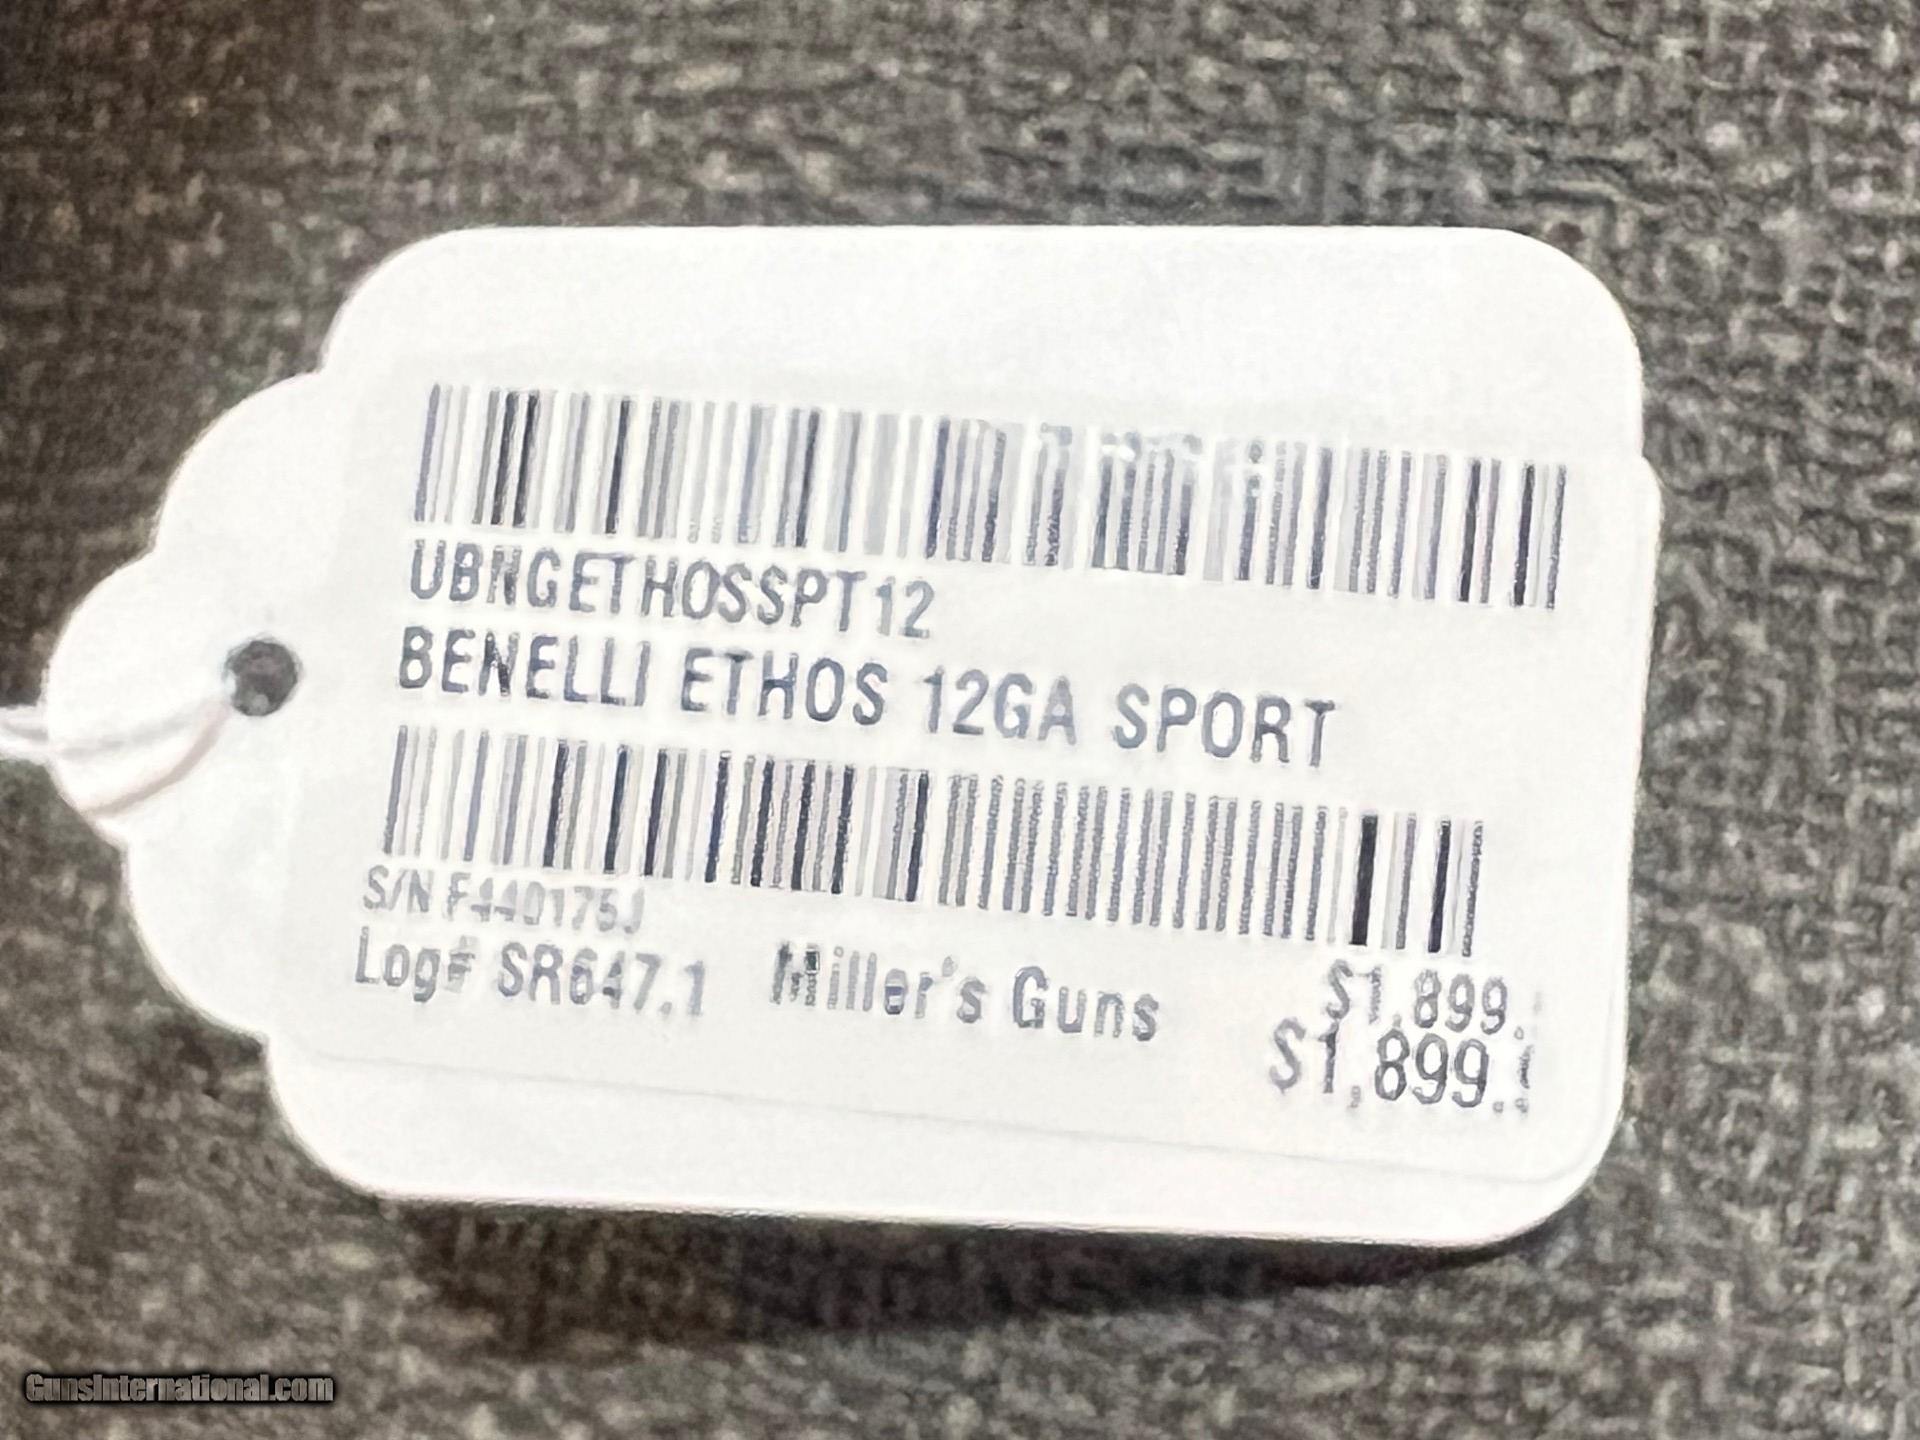 UBNGETHOSSPT12
BENELLI ETHOS 12GA SPORT
S/N F440175J
Log# SR647.1 Miller's Guns $1,899.
$1,899.
GunsInternational.com